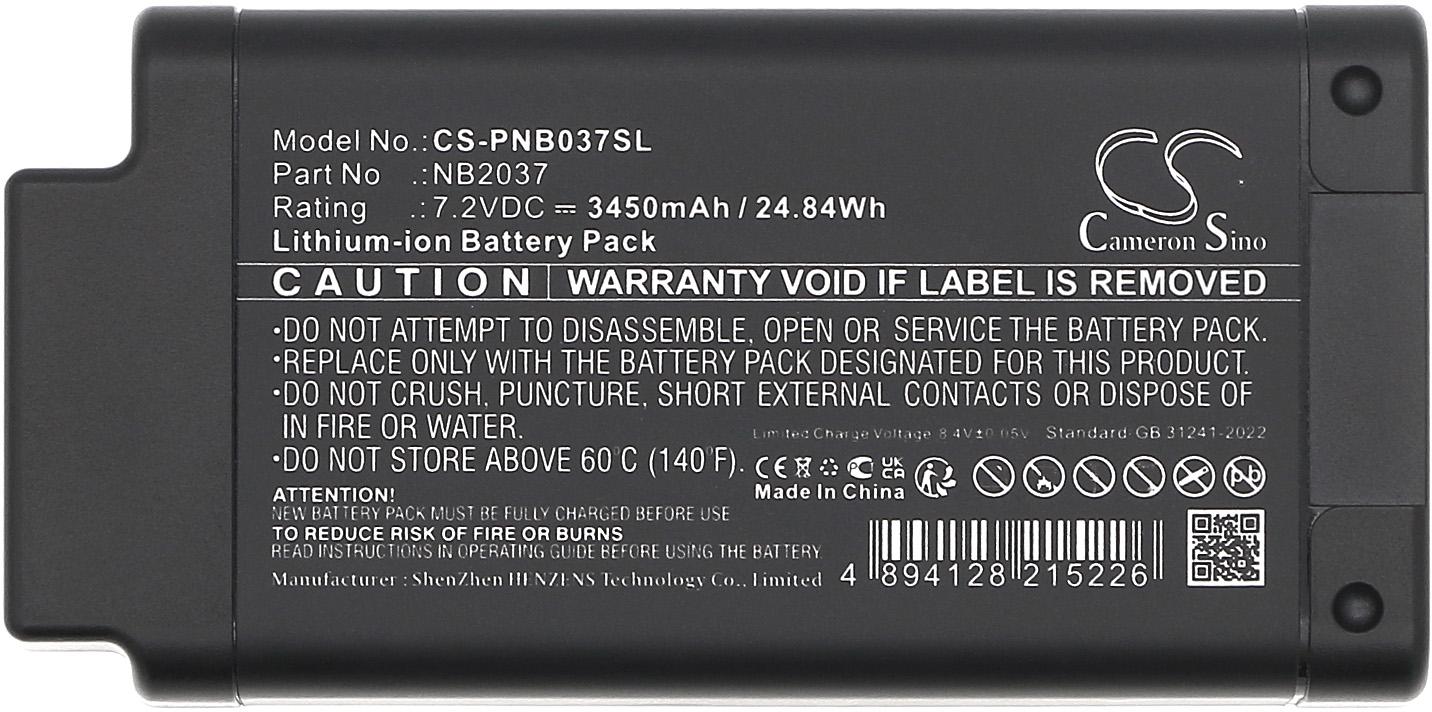 Model No.: CS-PNB037SL
Part No .: NB2037
Rating .: 7.2VDC ⎓ 3450mAh / 24.84Wh
Lithium-ion Battery Pack
CS
Cameron Sino
CAUTION WARRANTY VOID IF LABEL IS REMOVED
•DO NOT ATTEMPT TO DISASSEMBLE, OPEN OR SERVICE THE BATTERY PACK.
•REPLACE ONLY WITH THE BATTERY PACK DESIGNATED FOR THIS PRODUCT.
•DO NOT CRUSH, PUNCTURE, SHORT EXTERNAL CONTACTS OR DISPOSE OF
IN FIRE OR WATER.
Limited Charge Voltage 8.4V±0.05V Standard: GB 31241-2022
•DO NOT STORE ABOVE 60°C (140°F).
CE UK CA Pb
Made In China
ATTENTION!
NEW BATTERY PACK MUST BE FULLY CHARGED BEFORE USE
TO REDUCE RISK OF FIRE OR BURNS
READ INSTRUCTIONS IN OPERATING GUIDE BEFORE USING THE BATTERY.
Manufacturer : ShenZhen HENZENS Technology Co., Limited
4 894128 215226